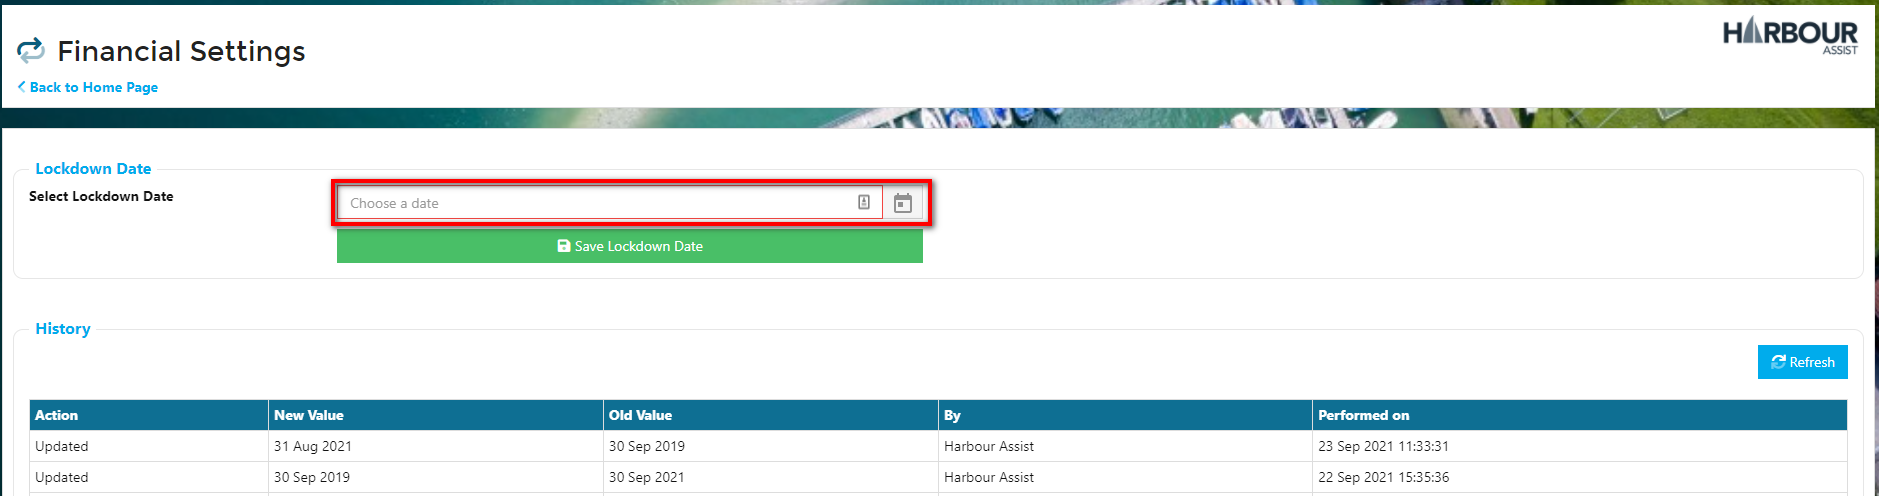 Financial Settings
HARBOUR
ASSIST
Back to Home Page
Lockdown Date
Select Lockdown Date
Choose a date
Save Lockdown Date
History
Refresh
Action New Value Old Value By Performed on
Updated 31 Aug 2021 30 Sep 2019 Harbour Assist 23 Sep 2021 11:33:31
Updated 30 Sep 2019 30 Sep 2021 Harbour Assist 22 Sep 2021 15:35:36